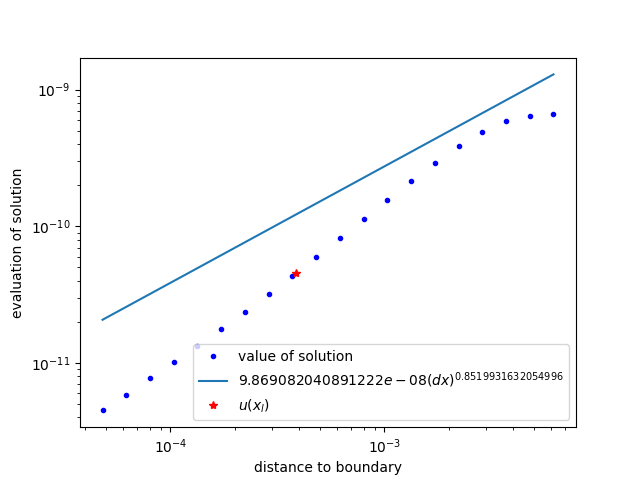 10⁻⁹
10⁻¹⁰
10⁻¹¹
evaluation of solution
value of solution
9.869082040891222e − 08(dx)^0.8519931632054996
u(x_l)
10⁻⁴
10⁻³
distance to boundary